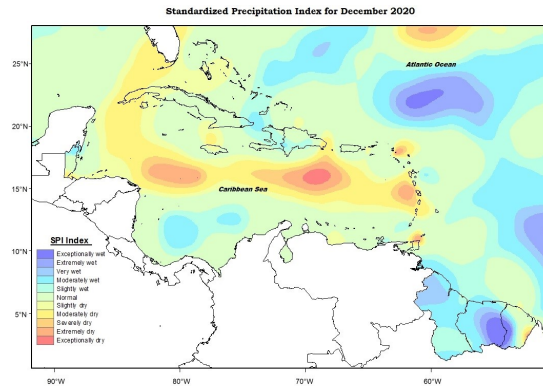 Standardized Precipitation Index for December 2020
25°N
20°N
15°N
10°N
5°N
Atlantic Ocean
Caribbean Sea
SPI Index
Exceptionally wet
Extremely wet
Very wet
Moderately wet
Slightly wet
Normal
Slightly dry
Moderately dry
Severely dry
Extremely dry
Exceptionally dry
90°W
80°W
70°W
60°W